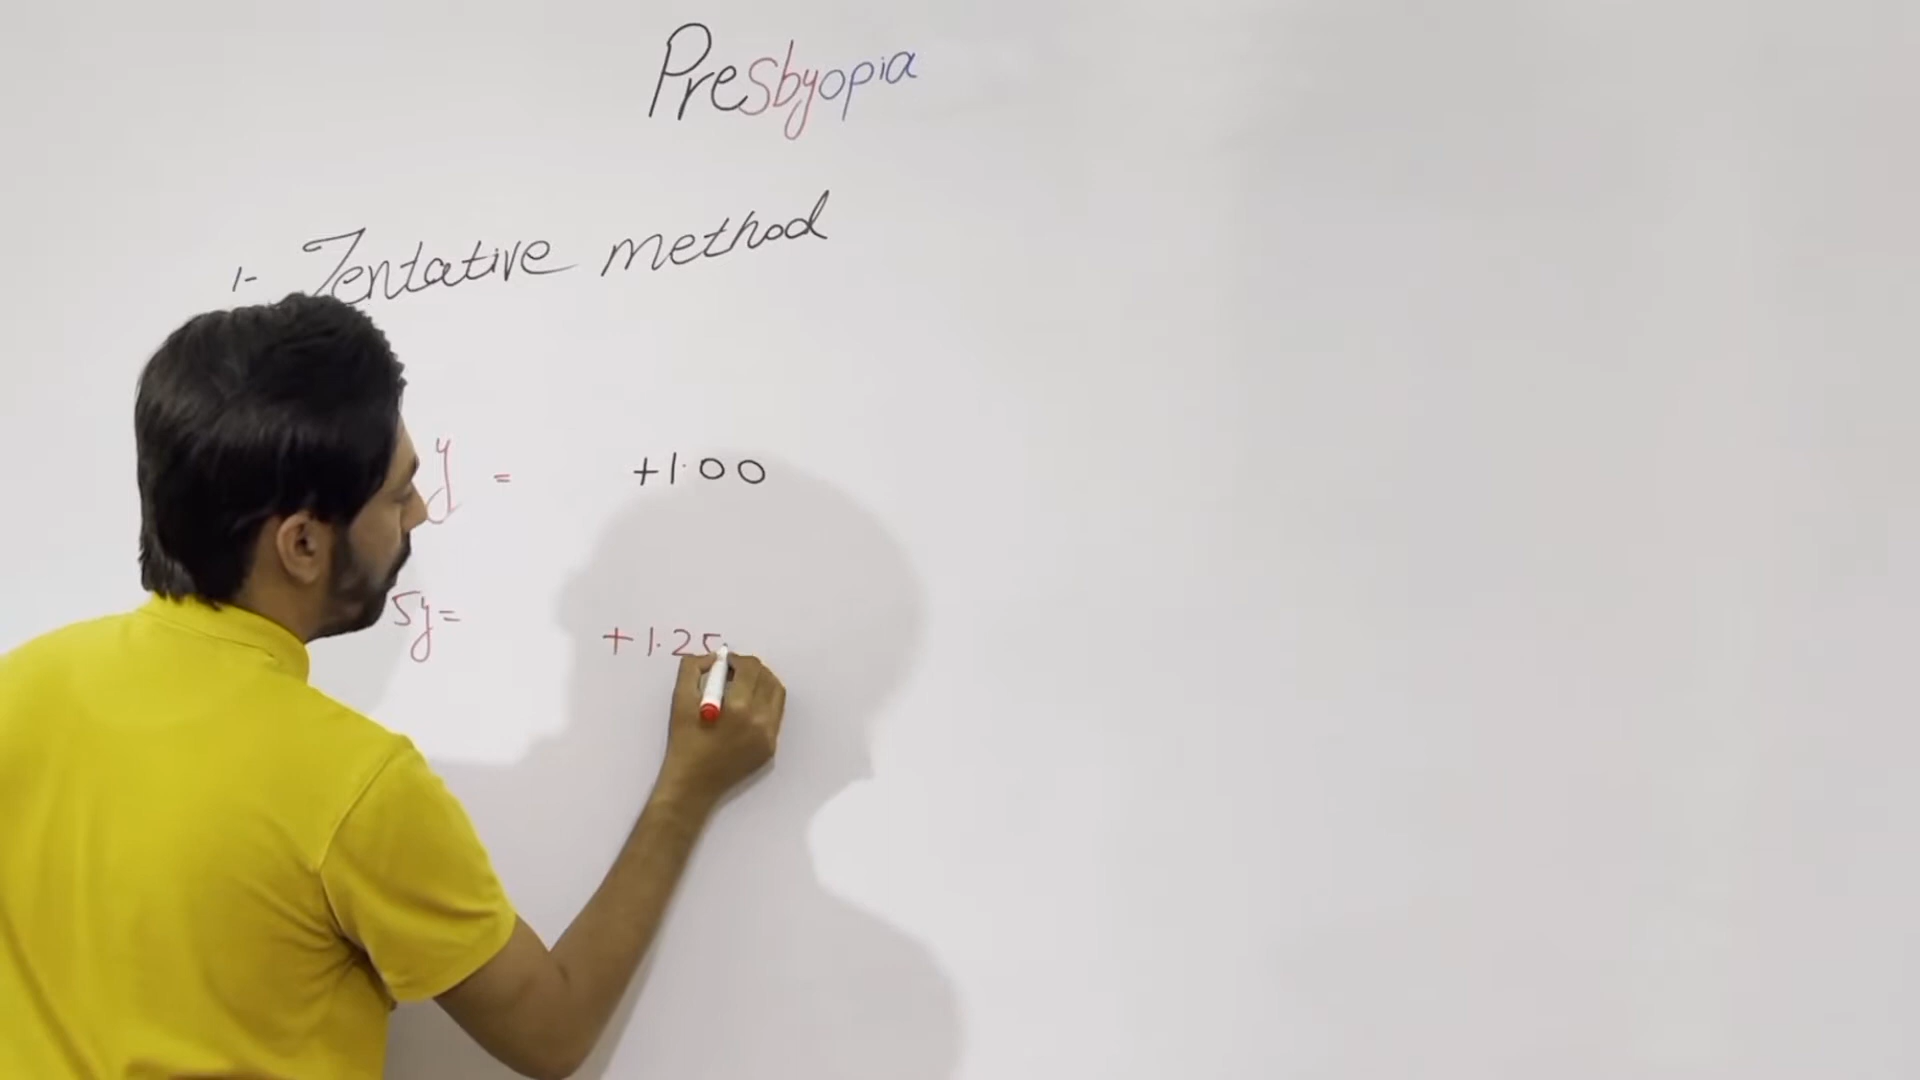 Presbyopia
1- Tentative method
y = +1.00
5y= +1.25